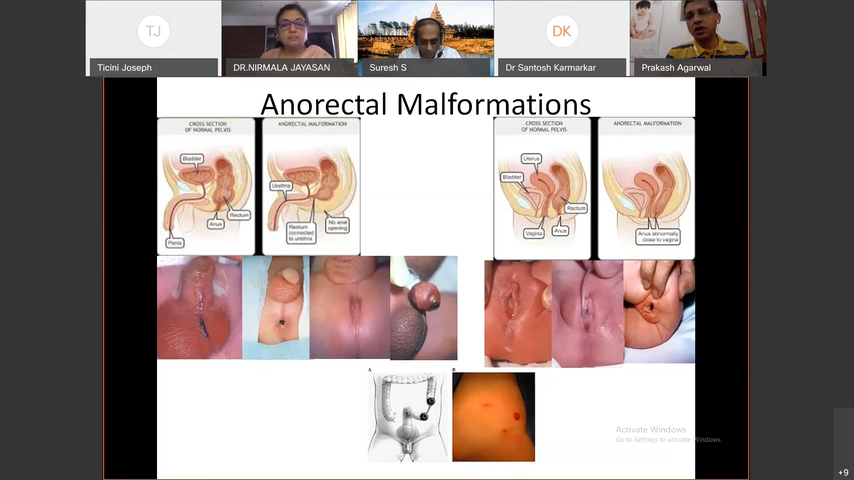 TJ
DK
Ticini Joseph
DR.NIRMALA JAYASAN
Suresh S
Dr Santosh Karmarkar
Prakash Agarwal
Anorectal Malformations
CROSS SECTION
OF NORMAL PELVIS
ANORECTAL MALFORMATION
Bladder
Rectum
Anus
Penis
Urethra
Rectum
connected
to urethra
No anal
opening
CROSS SECTION
OF NORMAL PELVIS
ANORECTAL MALFORMATION
Uterus
Bladder
Rectum
Vagina
Anus
Anus abnormally
close to vagina
A
B
Activate Windows
Go to Settings to activate Windows.
+9